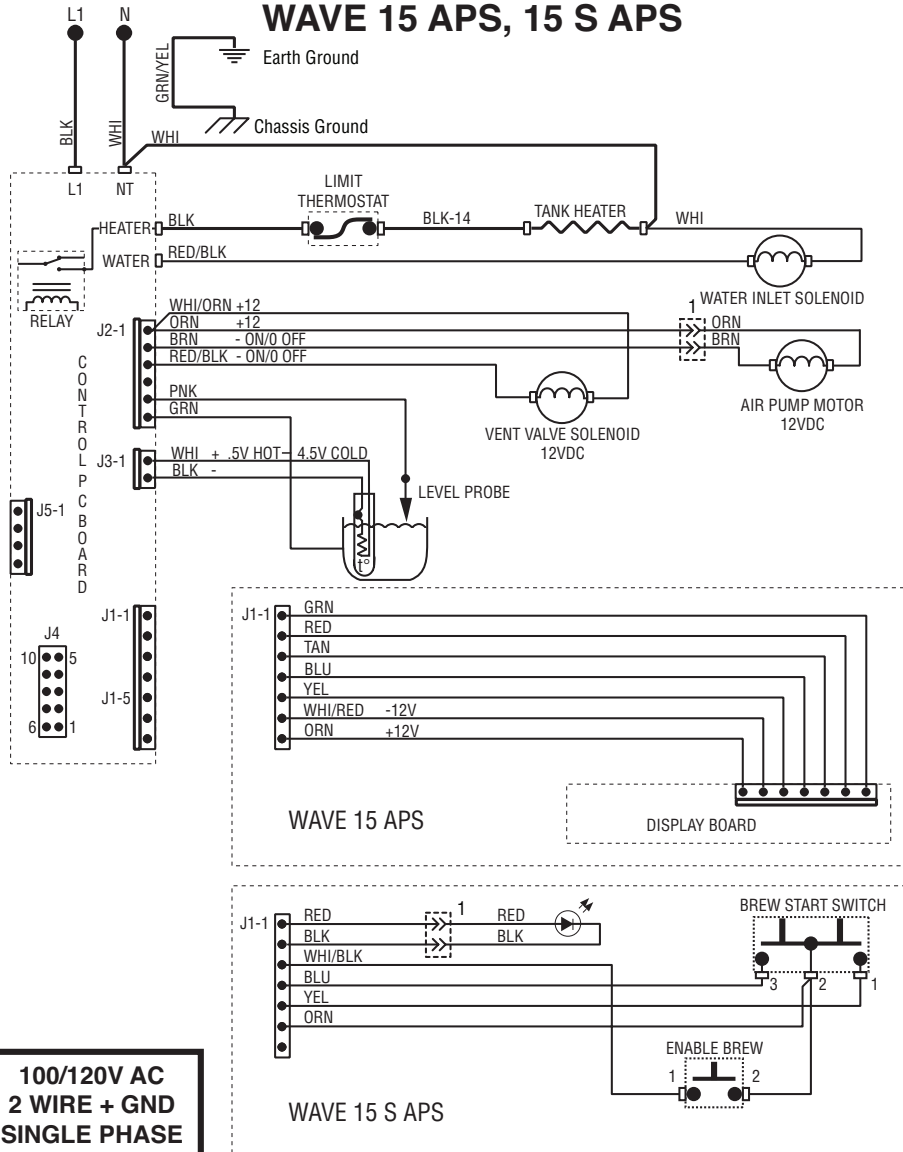 WAVE 15 APS, 15 S APS
L1
N
GRN/YEL
Earth Ground
Chassis Ground
BLK
WHI
WHI
L1
NT
LIMIT
THERMOSTAT
HEATER
BLK
BLK-14
TANK HEATER
WHI
WATER
RED/BLK
WATER INLET SOLENOID
RELAY
WHI/ORN +12
J2-1
ORN +12
BRN - ON/0 OFF
RED/BLK - ON/0 OFF
PNK
GRN
1
ORN
BRN
AIR PUMP MOTOR
12VDC
VENT VALVE SOLENOID
12VDC
CONTROL PC BOARD
J3-1
WHI + .5V HOT– 4.5V COLD
BLK -
LEVEL PROBE
t°
J5-1
J1-1
J4
10
5
J1-5
6
1
J1-1
GRN
RED
TAN
BLU
YEL
WHI/RED -12V
ORN +12V
WAVE 15 APS
DISPLAY BOARD
J1-1
RED
BLK
1
RED
BLK
WHI/BLK
BLU
YEL
ORN
BREW START SWITCH
3
2
1
ENABLE BREW
1
2
WAVE 15 S APS
100/120V AC
2 WIRE + GND
SINGLE PHASE